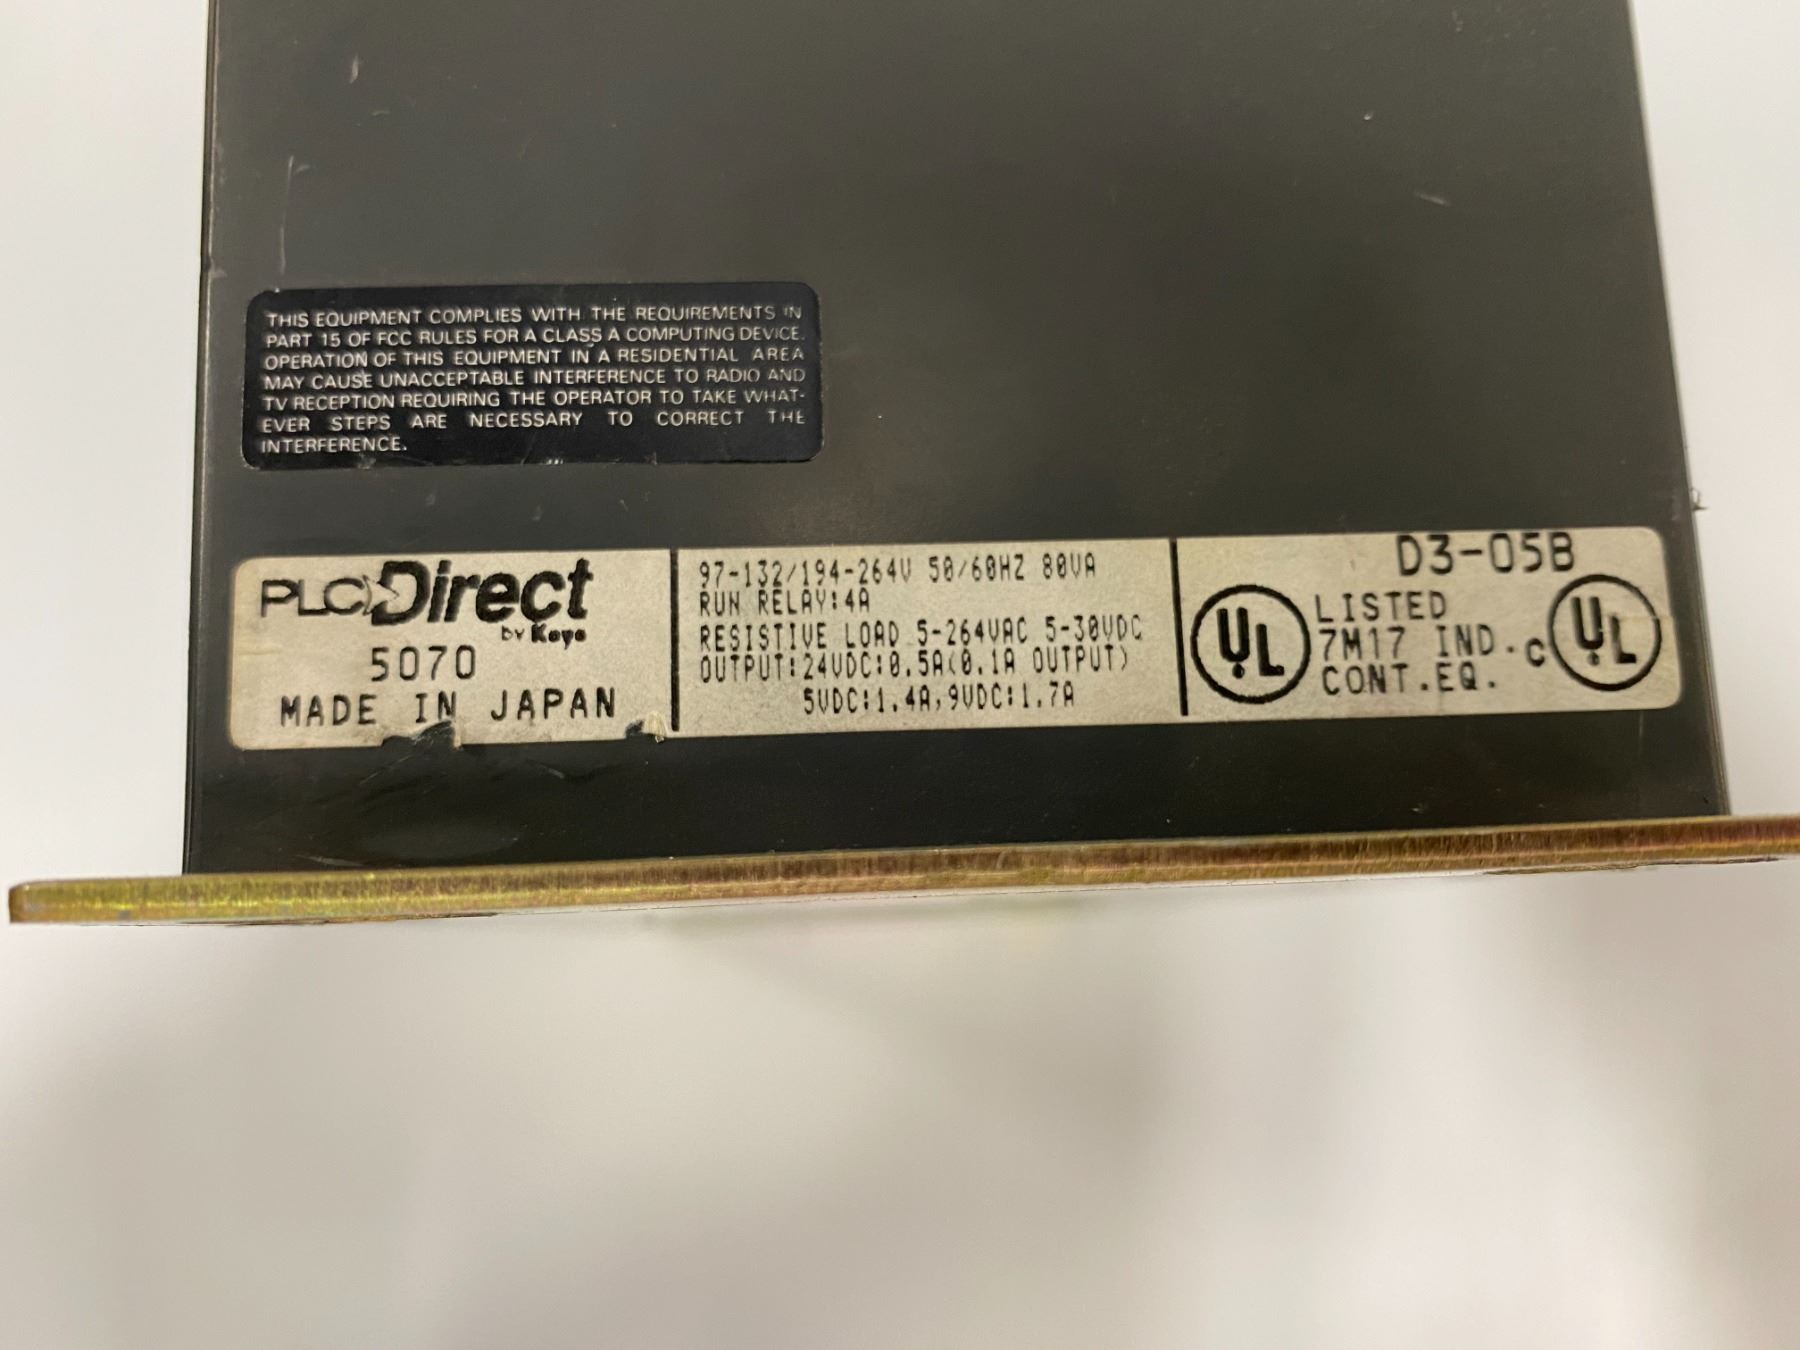 THIS EQUIPMENT COMPLIES WITH THE REQUIREMENTS IN
PART 15 OF FCC RULES FOR A CLASS A COMPUTING DEVICE.
OPERATION OF THIS EQUIPMENT IN A RESIDENTIAL AREA
MAY CAUSE UNACCEPTABLE INTERFERENCE TO RADIO AND
TV RECEPTION REQUIRING THE OPERATOR TO TAKE WHAT-
EVER STEPS ARE NECESSARY TO CORRECT THE
INTERFERENCE.
PLC Direct
by Koyo
5070
MADE IN JAPAN
97-132/194-264V 50/60HZ 80VA
RUN RELAY:4A
RESISTIVE LOAD 5-264VAC 5-30VDC
OUTPUT:24VDC:0.5A(0.1A OUTPUT)
5VDC:1.4A,9VDC:1.7A
D3-05B
UL LISTED
7M17 IND.
CONT.EQ.
c UL